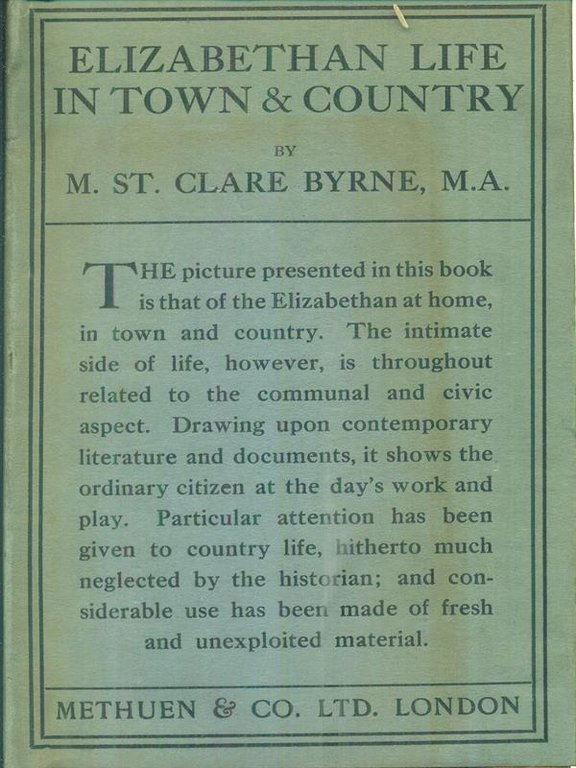 ELIZABETHAN LIFE
IN TOWN & COUNTRY
BY
M. ST. CLARE BYRNE, M.A.
THE picture presented in this book
is that of the Elizabethan at home,
in town and country. The intimate
side of life, however, is throughout
related to the communal and civic
aspect. Drawing upon contemporary
literature and documents, it shows the
ordinary citizen at the day's work and
play. Particular attention has been
given to country life, hitherto much
neglected by the historian; and con-
siderable use has been made of fresh
and unexploited material.
METHUEN & CO. LTD. LONDON